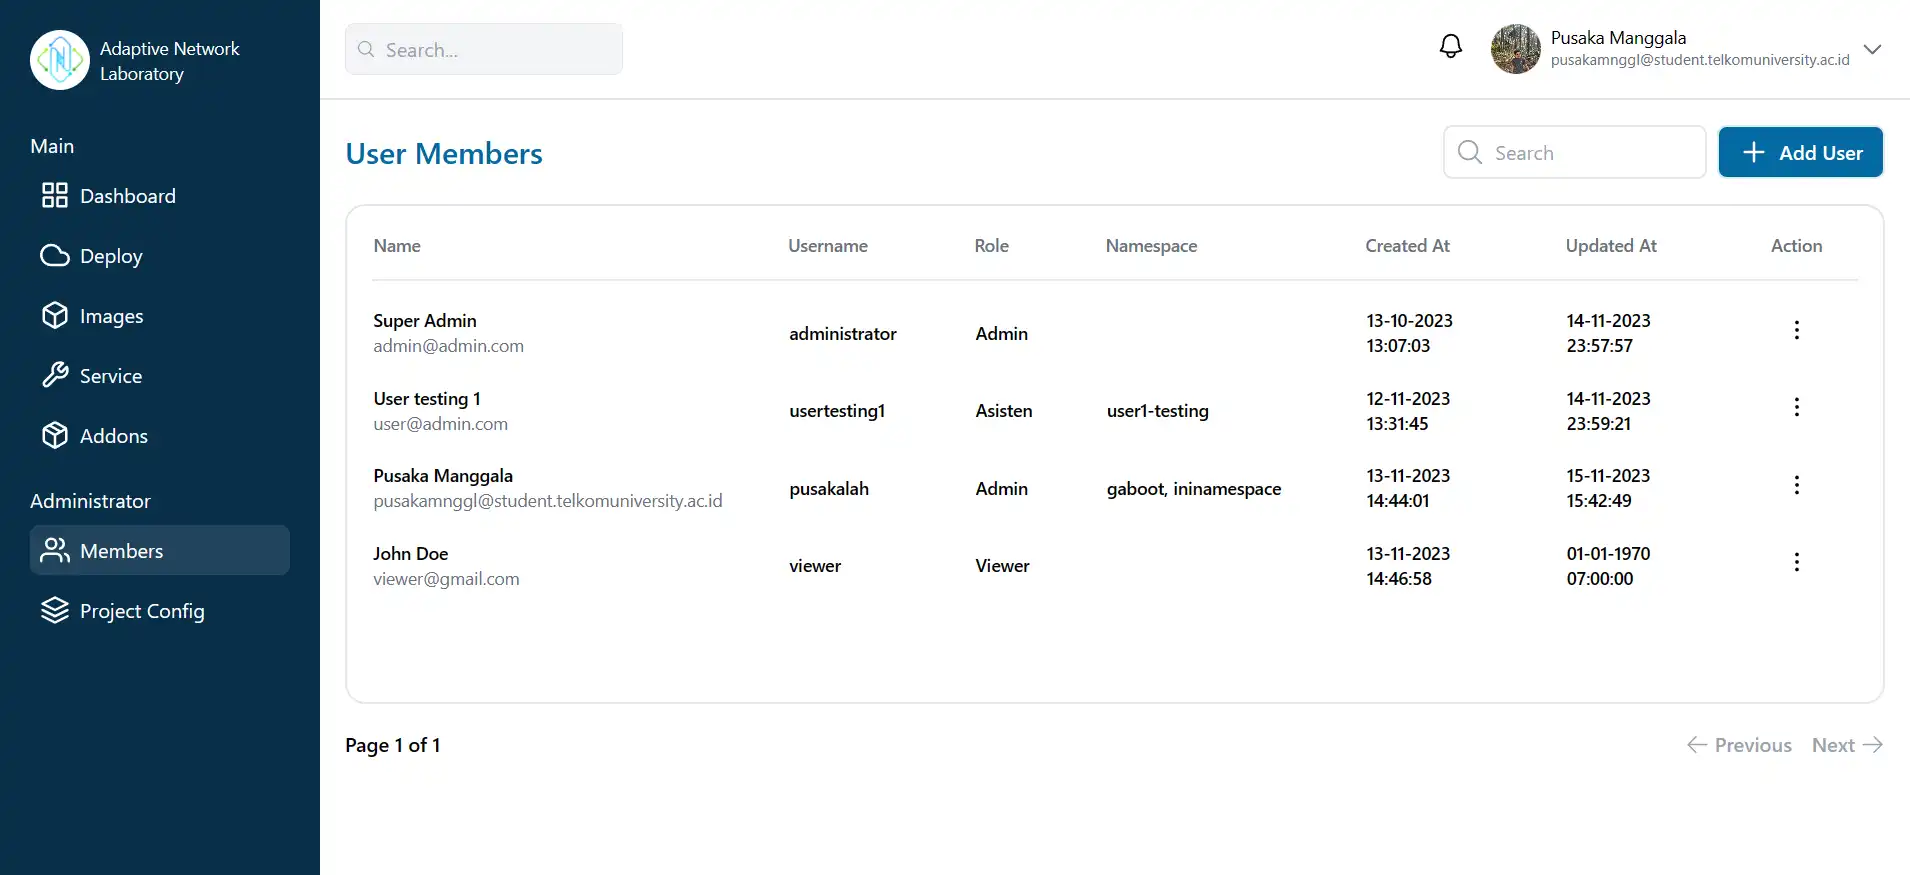 Adaptive Network
Laboratory
Main
Dashboard
Deploy
Images
Service
Addons
Administrator
Members
Project Config
Search...
Pusaka Manggala
pusakamnggl@student.telkomuniversity.ac.id
User Members
Search
Add User
Name Username Role Namespace Created At Updated At Action
Super Admin
admin@admin.com
administrator
Admin
13-10-2023
13:07:03
14-11-2023
23:57:57
User testing 1
user@admin.com
usertesting1
Asisten
user1-testing
12-11-2023
13:31:45
14-11-2023
23:59:21
Pusaka Manggala
pusakamnggl@student.telkomuniversity.ac.id
pusakalah
Admin
gaboot, ininamespace
13-11-2023
14:44:01
15-11-2023
15:42:49
John Doe
viewer@gmail.com
viewer
Viewer
13-11-2023
14:46:58
01-01-1970
07:00:00
Page 1 of 1
Previous Next